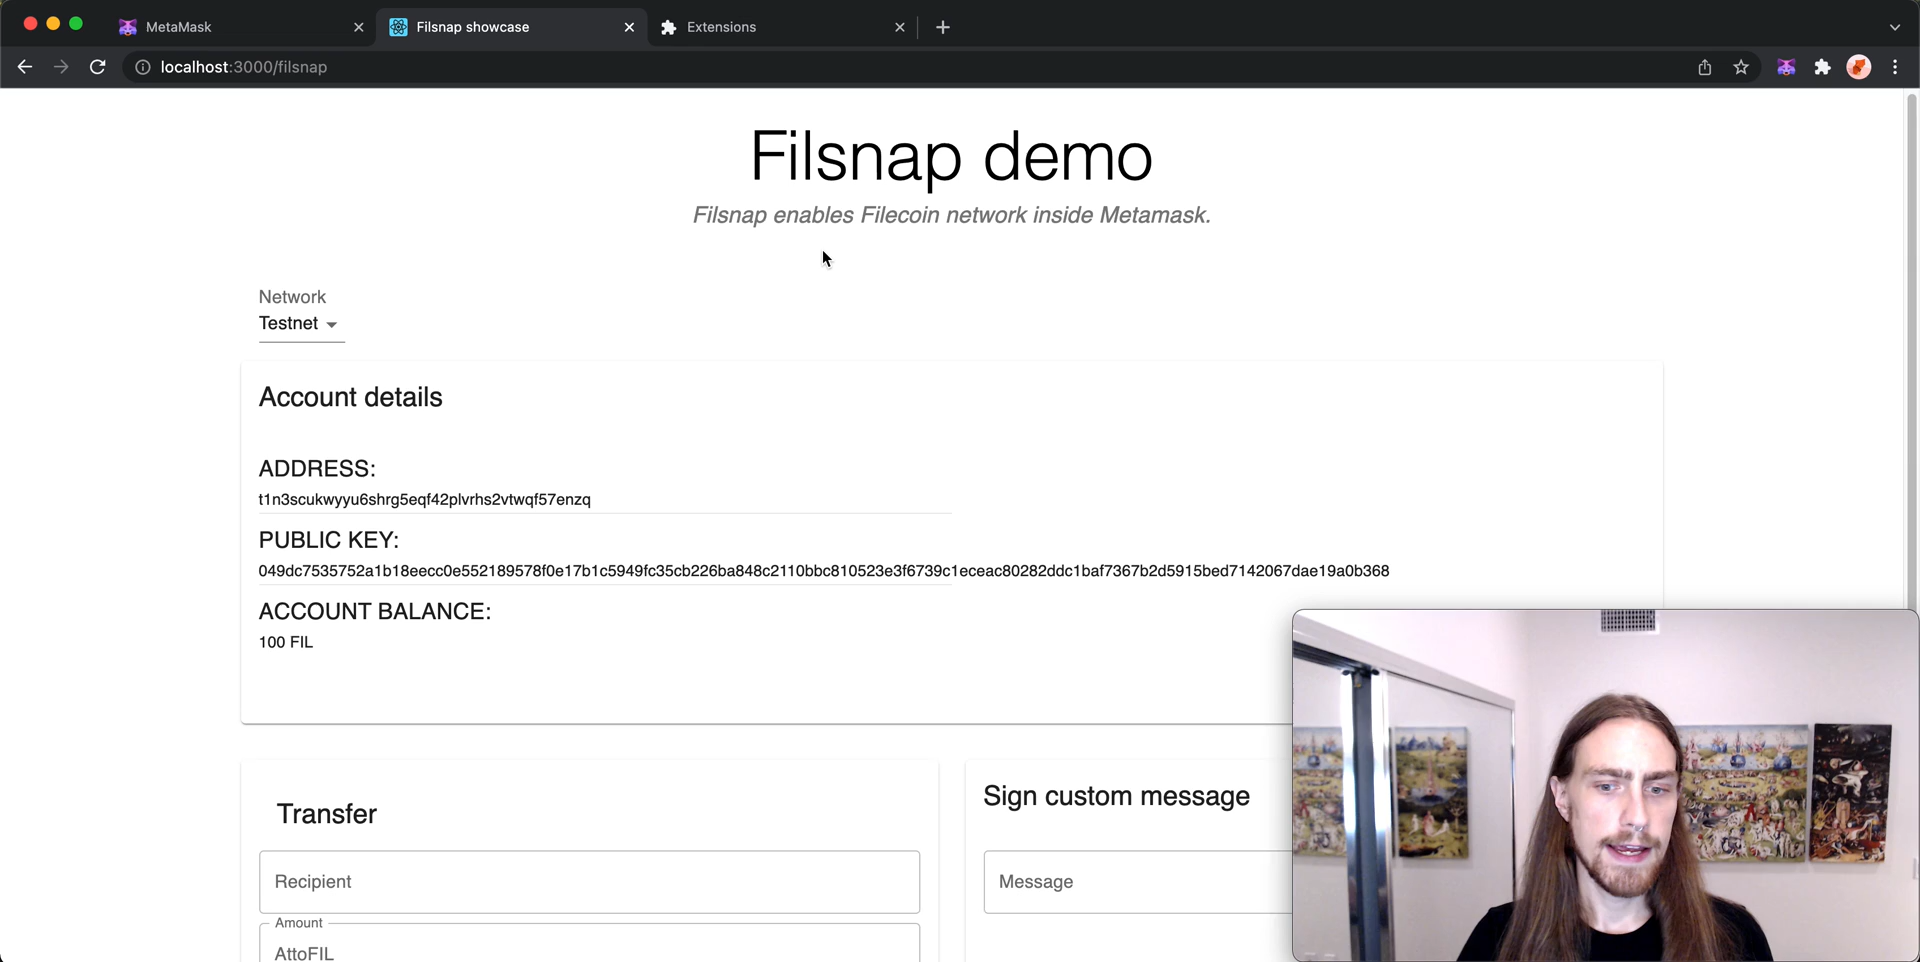 MetaMask
Filsnap showcase
Extensions
localhost:3000/filsnap
Filsnap demo
Filsnap enables Filecoin network inside Metamask.
Network
Testnet
Account details
ADDRESS:
t1n3scukwyyu6shrg5eqf42plvrhs2vtwqf57enzq
PUBLIC KEY:
049dc7535752a1b18eecc0e552189578f0e17b1c5949fc35cb226ba848c2110bbc810523e3f6739c1eceac80282ddc1baf7367b2d5915bed7142067dae19a0b368
ACCOUNT BALANCE:
100 FIL
Transfer
Recipient
Amount
AttoFIL
Sign custom message
Message